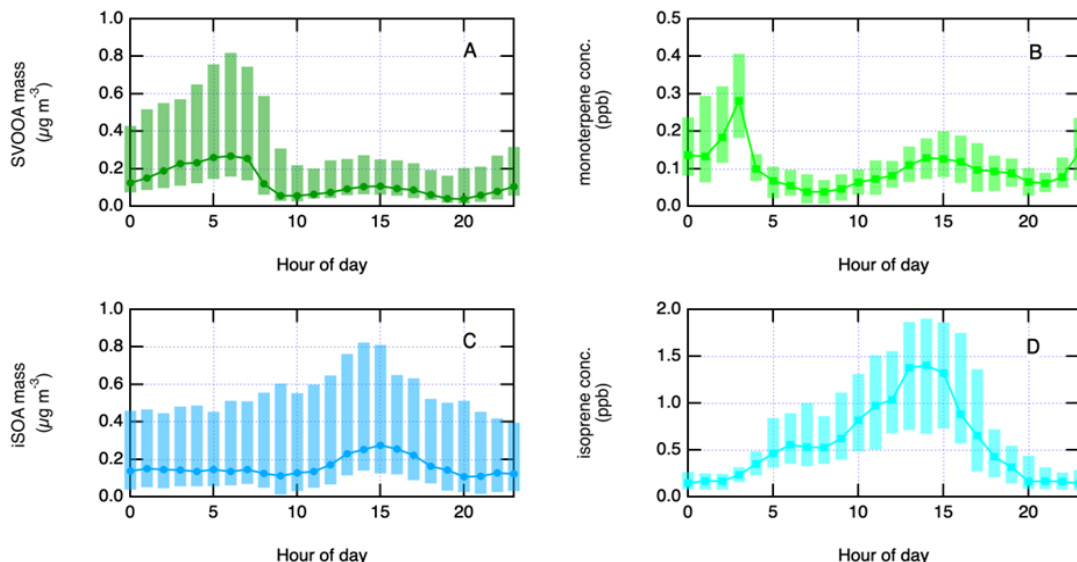 A
SVOOA mass
(µg m⁻³)
1.0
0.8
0.6
0.4
0.2
0.0
0 5 10 15 20
Hour of day
B
monoterpene conc.
(ppb)
0.5
0.4
0.3
0.2
0.1
0.0
0 5 10 15 20
Hour of day
C
iSOA mass
(µg m⁻³)
1.0
0.8
0.6
0.4
0.2
0.0
0 5 10 15 20
Hour of day
D
isoprene conc.
(ppb)
2.0
1.5
1.0
0.5
0.0
0 5 10 15 20
Hour of day